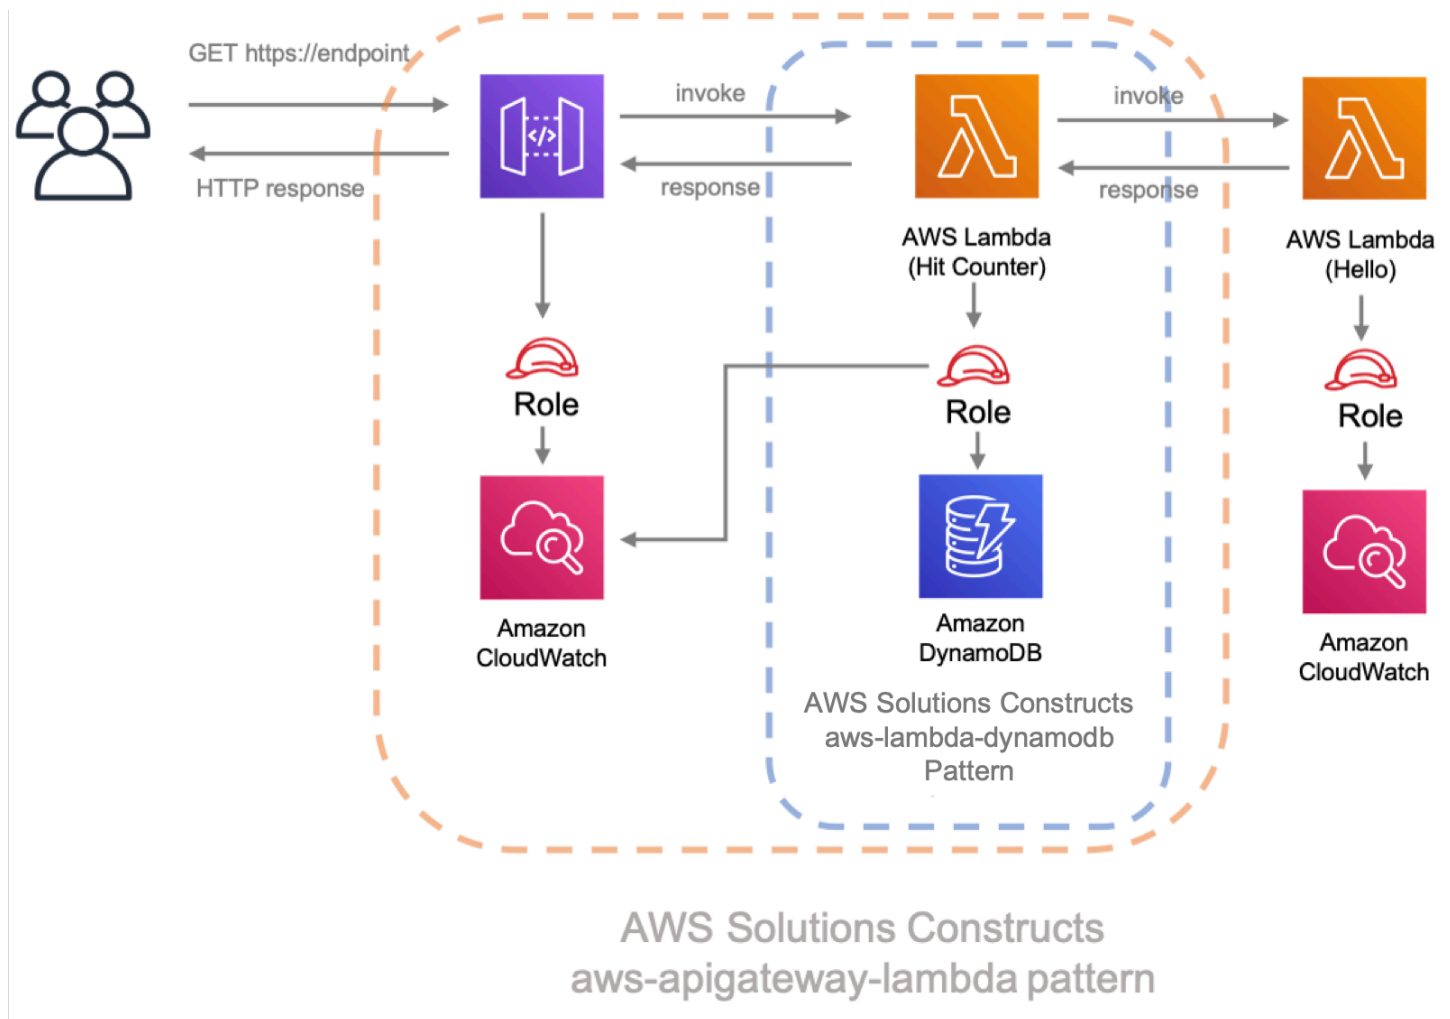 GET https://endpoint
HTTP response
invoke
response
invoke
response
</>
AWS Lambda
(Hit Counter)
AWS Lambda
(Hello)
Role
Role
Role
Amazon
CloudWatch
Amazon
DynamoDB
Amazon
CloudWatch
AWS Solutions Constructs
aws-lambda-dynamodb
Pattern
AWS Solutions Constructs
aws-apigateway-lambda pattern